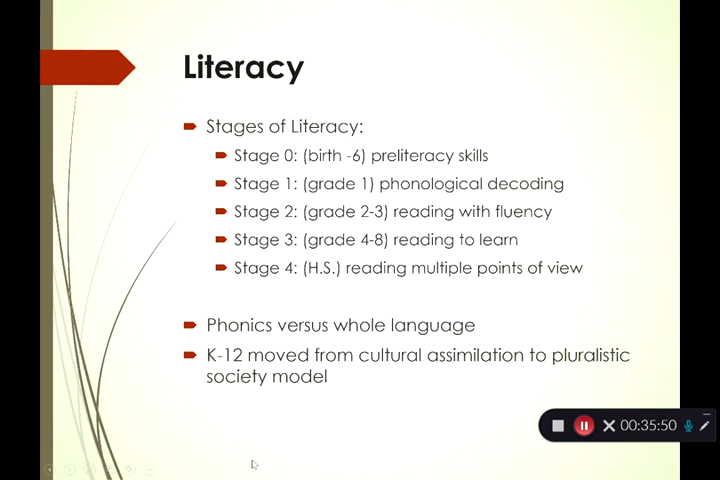 Literacy
Stages of Literacy:
Stage 0: (birth -6) preliteracy skills
Stage 1: (grade 1) phonological decoding
Stage 2: (grade 2-3) reading with fluency
Stage 3: (grade 4-8) reading to learn
Stage 4: (H.S.) reading multiple points of view
Phonics versus whole language
K-12 moved from cultural assimilation to pluralistic
society model
00:35:50